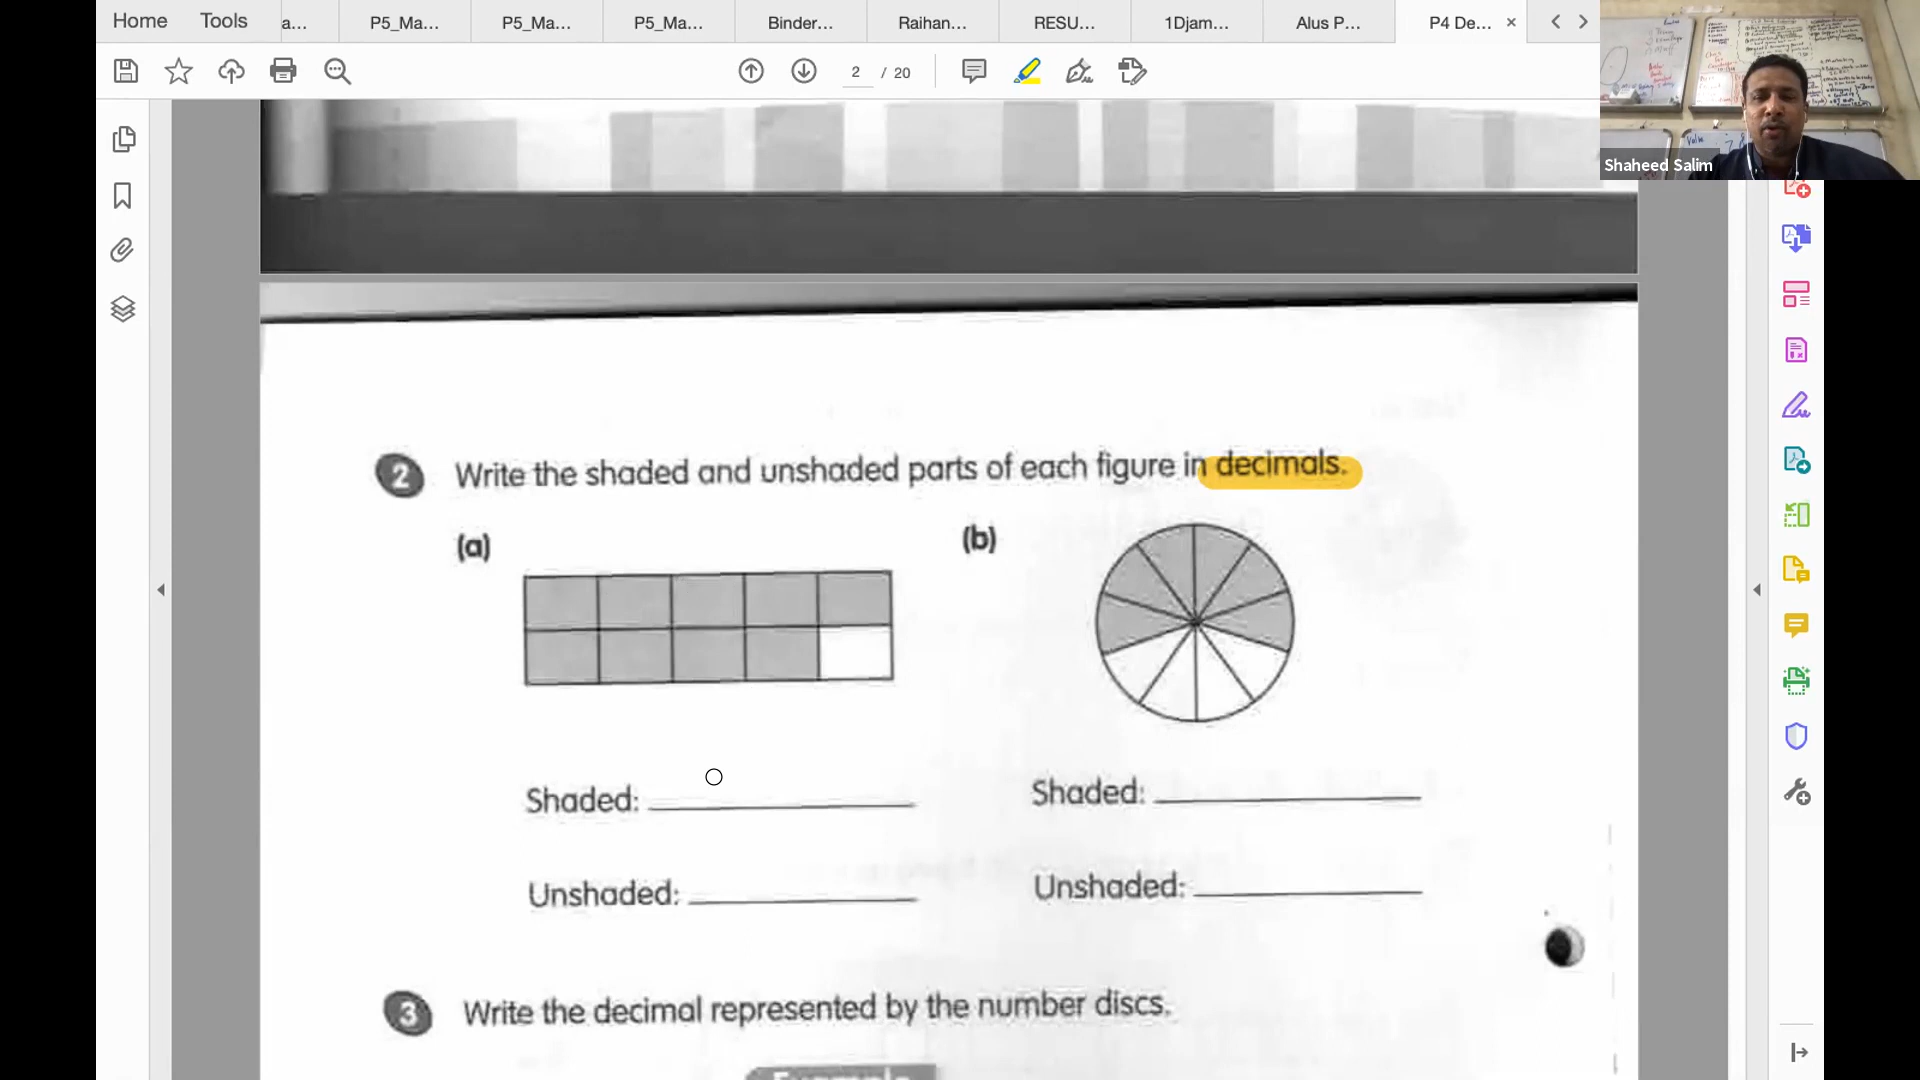 Home Tools a... P5_Ma... P5_Ma... P5_Ma... Binder... Raihan... RESU... 1Djam... Alus P... P4 De... ×
2 / 20
Shaheed Salim
2 Write the shaded and unshaded parts of each figure in decimals.
(a) (b)
Shaded: Shaded:
Unshaded: Unshaded:
3 Write the decimal represented by the number discs.